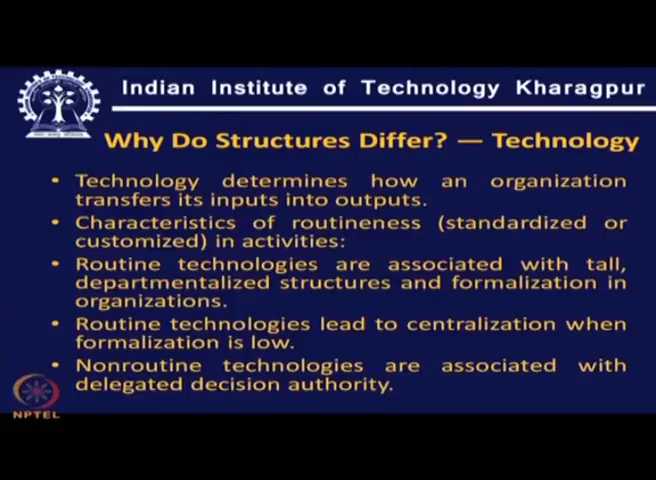 Indian Institute of Technology Kharagpur
Why Do Structures Differ? — Technology
• Technology determines how an organization
transfers its inputs into outputs.
• Characteristics of routineness (standardized or
customized) in activities:
• Routine technologies are associated with tall,
departmentalized structures and formalization in
organizations.
• Routine technologies lead to centralization when
formalization is low.
• Nonroutine technologies are associated with
delegated decision authority.
NPTEL